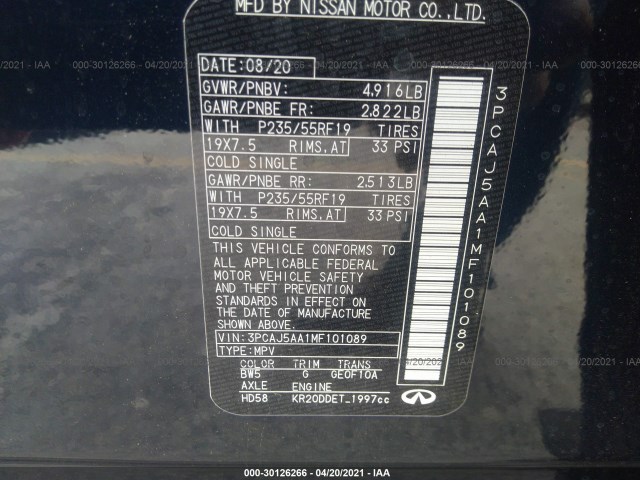 MFD BY NISSAN MOTOR CO.,LTD.
000-30126266 - 04/20/2021 - IAA
000-30126266 - 04/20/2021 - IAA
000-30126266 - 04/20/2021 - IAA
DATE:08/20
GVWR/PNBV: 4.916LB
GAWR/PNBE FR: 2.822LB
WITH P235/55RF19 TIRES
19X7.5 RIMS,AT 33 PSI
COLD SINGLE
GAWR/PNBE RR: 2.513LB
WITH P235/55RF19 TIRES
19X7.5 RIMS,AT 33 PSI
COLD SINGLE
THIS VEHICLE CONFORMS TO
ALL APPLICABLE FEDERAL
MOTOR VEHICLE SAFETY
AND THEFT PREVENTION
STANDARDS IN EFFECT ON
THE DATE OF MANUFACTURE
SHOWN ABOVE.
VIN:3PCAJ5AA1MF101089
TYPE:MPV
COLOR TRIM TRANS
BW5 G GE0F10A
AXLE ENGINE
HD58 KR20DDET_1997cc
3PCAJ5AA1MF101089
INFINITI
000-30126266 - 04/20/2021 - IAA